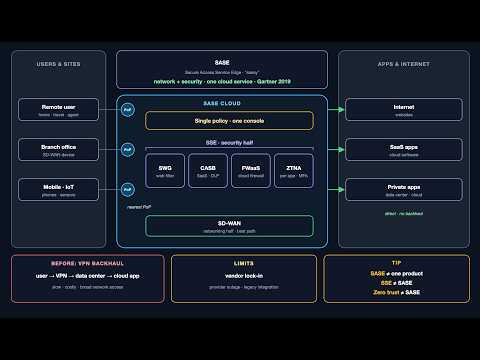 USERS & SITES
SASE
Secure Access Service Edge · "sassy"
network + security · one cloud service · Gartner 2019
APPS & INTERNET
SASE CLOUD
Remote user
home · travel · agent
PoP
Single policy · one console
Internet
websites
SSE · security half
Branch office
SD-WAN device
PoP
SWG
web filter
CASB
SaaS · DLP
FWaaS
cloud firewall
ZTNA
per app · MFA
SaaS apps
cloud software
Mobile · IoT
phones · sensors
PoP
Private apps
data center · cloud
nearest PoP
direct · no backhaul
SD-WAN
networking half · best path
BEFORE: VPN BACKHAUL
user → VPN → data center → cloud app
slow · costly · broad network access
LIMITS
vendor lock-in
provider outage · legacy integration
TIP
SASE ≠ one product
SSE ≠ SASE
Zero trust ≠ SASE